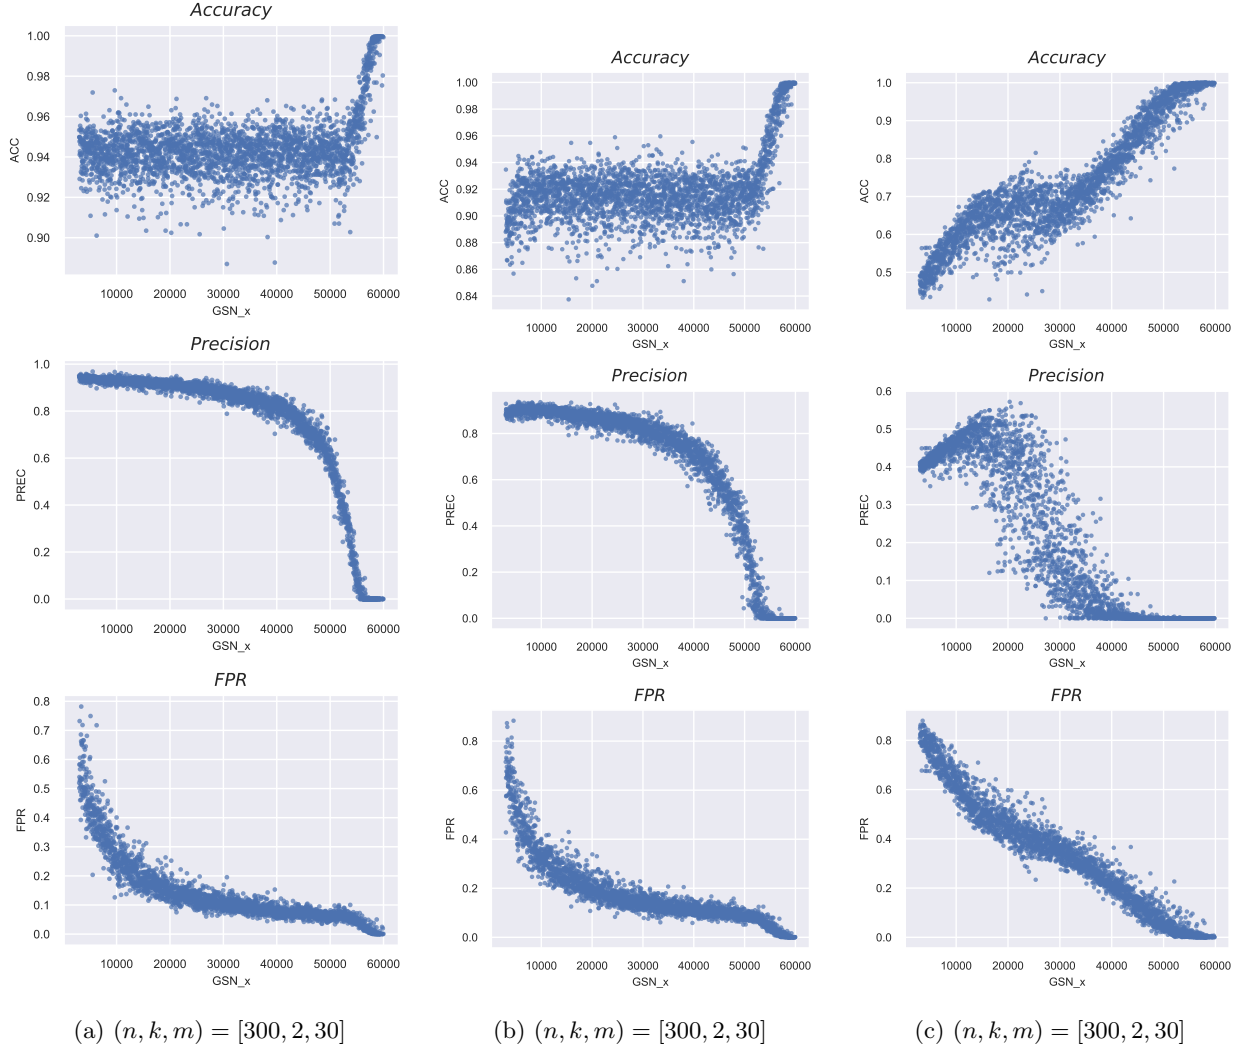 Accuracy
1.00
0.98
0.96
0.94
0.92
0.90
ACC
10000 20000 30000 40000 50000 60000
GSN_x
Precision
1.0
0.8
0.6
0.4
0.2
0.0
PREC
10000 20000 30000 40000 50000 60000
GSN_x
FPR
0.8
0.7
0.6
0.5
0.4
0.3
0.2
0.1
0.0
FPR
10000 20000 30000 40000 50000 60000
GSN_x
(a) (n, k, m) = [300, 2, 30]
Accuracy
1.00
0.98
0.96
0.94
0.92
0.90
0.88
0.86
0.84
ACC
10000 20000 30000 40000 50000 60000
GSN_x
Precision
0.8
0.6
0.4
0.2
0.0
PREC
10000 20000 30000 40000 50000 60000
GSN_x
FPR
0.8
0.6
0.4
0.2
0.0
FPR
10000 20000 30000 40000 50000 60000
GSN_x
(b) (n, k, m) = [300, 2, 30]
Accuracy
1.0
0.9
0.8
0.7
0.6
0.5
ACC
10000 20000 30000 40000 50000 60000
GSN_x
Precision
0.6
0.5
0.4
0.3
0.2
0.1
0.0
PREC
10000 20000 30000 40000 50000 60000
GSN_x
FPR
0.8
0.6
0.4
0.2
0.0
FPR
10000 20000 30000 40000 50000 60000
GSN_x
(c) (n, k, m) = [300, 2, 30]